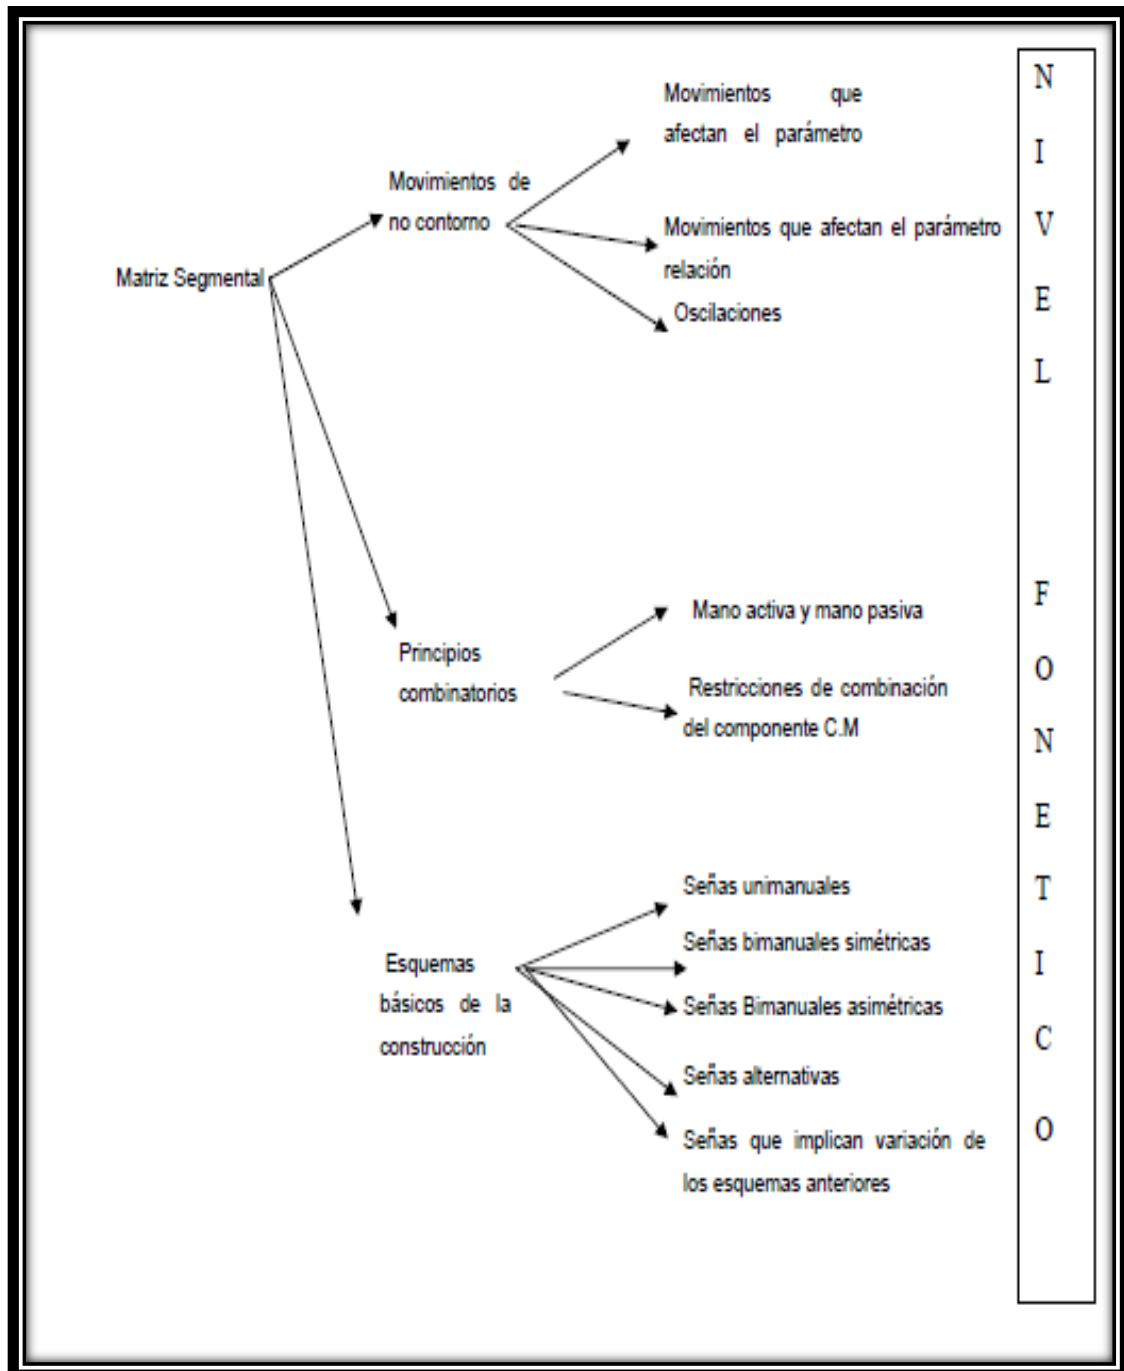 Matriz Segmental
Movimientos de
no contorno
Movimientos que
afectan el parámetro
Movimientos que afectan el parámetro
relación
Oscilaciones
Principios
combinatorios
Mano activa y mano pasiva
Restricciones de combinación
del componente C.M
Esquemas
básicos de la
construcción
Señas unimanuales
Señas bimanuales simétricas
Señas Bimanuales asimétricas
Señas alternativas
Señas que implican variación de
los esquemas anteriores
N
I
V
E
L
F
O
N
E
T
I
C
O